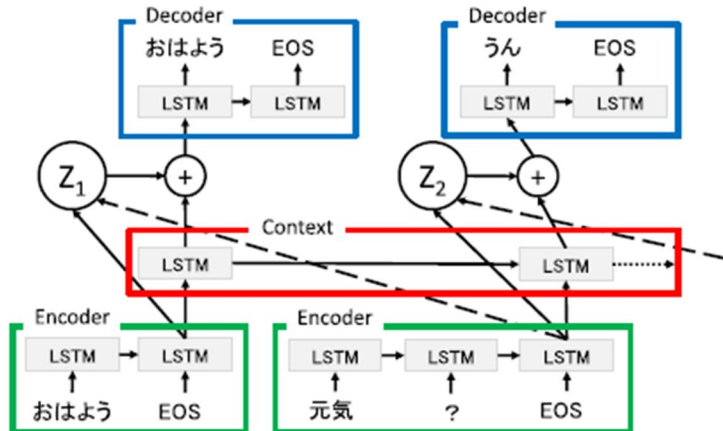 Decoder
おはよう EOS
LSTM LSTM
Decoder
うん EOS
LSTM LSTM
Z1 +
Z2 +
Context
LSTM LSTM
Encoder
LSTM LSTM
おはよう EOS
Encoder
LSTM LSTM LSTM
元気 ? EOS